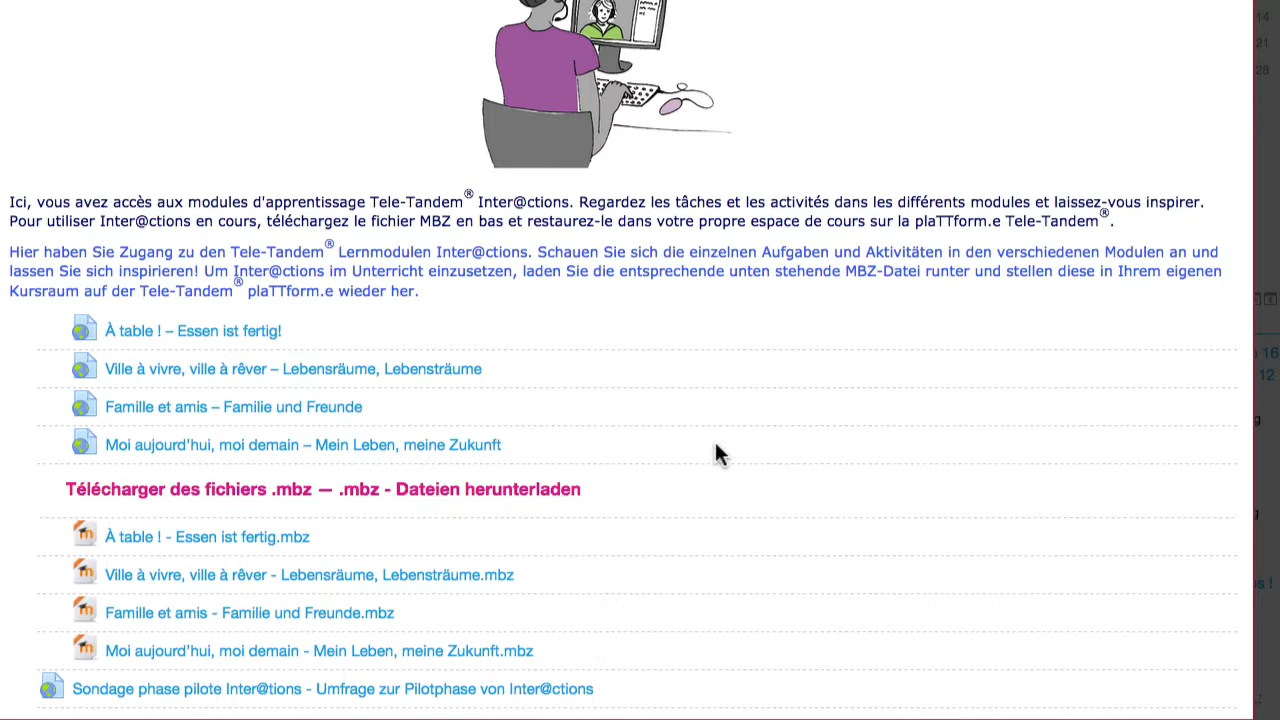 14
21
28
Ici, vous avez accès aux modules d'apprentissage Tele-Tandem® Inter@ctions. Regardez les tâches et les activités dans les différents modules et laissez-vous inspirer.
Pour utiliser Inter@ctions en cours, téléchargez le fichier MBZ en bas et restaurez-le dans votre propre espace de cours sur la plaTTform.e Tele-Tandem®.
Hier haben Sie Zugang zu den Tele-Tandem® Lernmodulen Inter@ctions. Schauen Sie sich die einzelnen Aufgaben und Aktivitäten in den verschiedenen Modulen an und
lassen Sie sich inspirieren! Um Inter@ctions im Unterricht einzusetzen, laden Sie die entsprechende unten stehende MBZ-Datei runter und stellen diese in Ihrem eigenen
Kursraum auf der Tele-Tandem® plaTTform.e wieder her.
À table ! – Essen ist fertig!
16
Ville à vivre, ville à rêver – Lebensräume, Lebensträume
12
Famille et amis – Familie und Freunde
Moi aujourd'hui, moi demain – Mein Leben, meine Zukunft
Télécharger des fichiers .mbz — .mbz - Dateien herunterladen
À table ! - Essen ist fertig.mbz
Ville à vivre, ville à rêver - Lebensräume, Lebensträume.mbz
Famille et amis - Familie und Freunde.mbz
Moi aujourd'hui, moi demain - Mein Leben, meine Zukunft.mbz
Sondage phase pilote Inter@tions - Umfrage zur Pilotphase von Inter@ctions